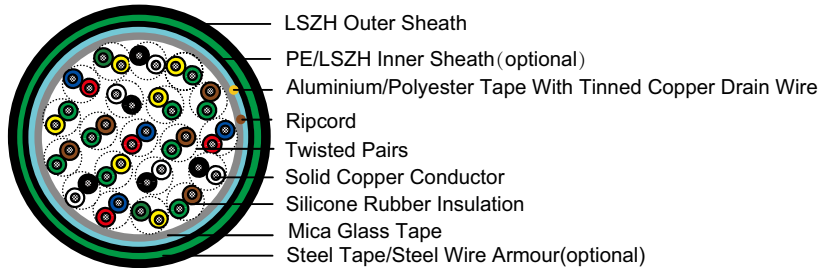 LSZH Outer Sheath
PE/LSZH Inner Sheath（optional）
Aluminium/Polyester Tape With Tinned Copper Drain Wire
Ripcord
Twisted Pairs
Solid Copper Conductor
Silicone Rubber Insulation
Mica Glass Tape
Steel Tape/Steel Wire Armour(optional)